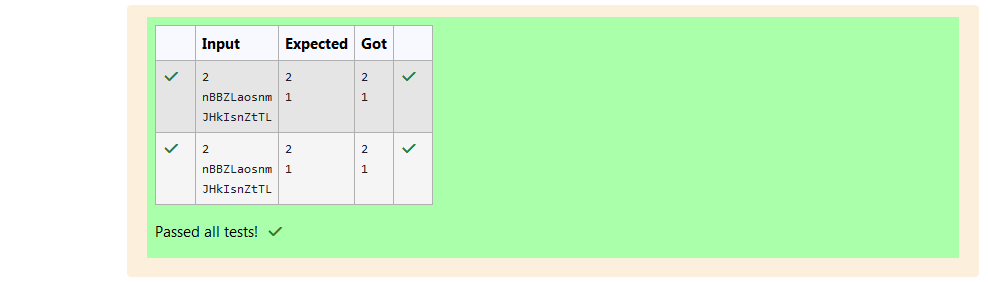 Input Expected Got
2 2 2
nBBZLaosnm 1 1
JHkIsnZtTL
2 2 2
nBBZLaosnm 1 1
JHkIsnZtTL
Passed all tests!